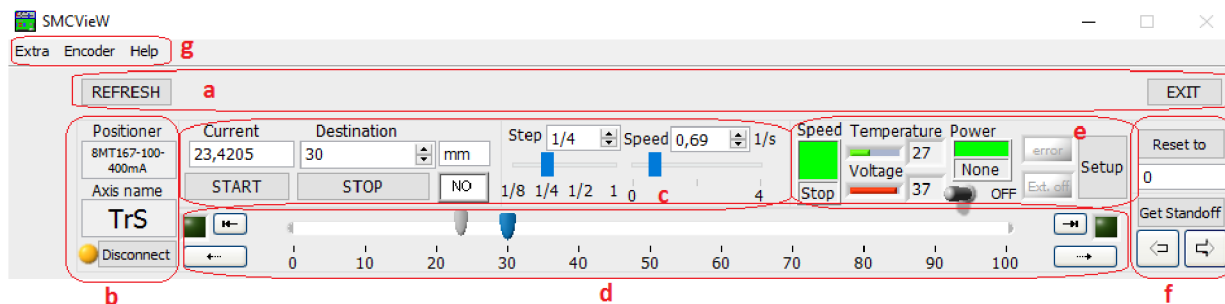 SMCVieW
Extra Encoder Help g
REFRESH a EXIT
Positioner
8MT167-100-
400mA
Axis name
TrS
Disconnect
b
Current Destination
23,4205 30 mm
START STOP NO
Step 1/4 Speed 0,69 1/s
1/8 1/4 1/2 1 0 4
c
Speed Temperature Power e
27 error
Voltage None Setup
Stop 37 OFF Ext. off
Reset to
0
Get Standoff
f
0 10 20 30 40 50 60 70 80 90 100
d